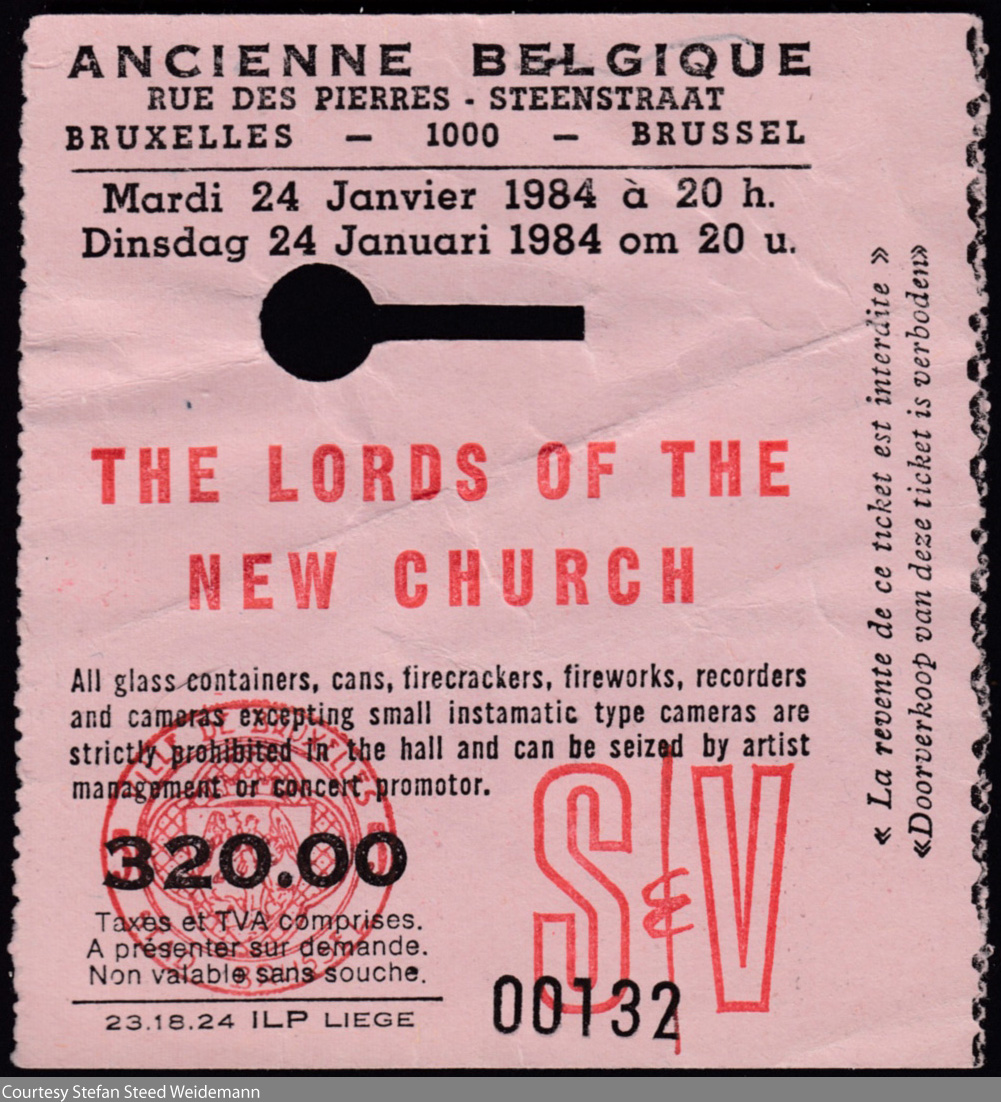 ANCIENNE BELGIQUE
RUE DES PIERRES - STEENSTRAAT
BRUXELLES — 1000 — BRUSSEL
Mardi 24 Janvier 1984 à 20 h.
Dinsdag 24 Januari 1984 om 20 u.
THE LORDS OF THE
NEW CHURCH
All glass containers, cans, firecrackers, fireworks, recorders
and cameras excepting small instamatic type cameras are
strictly prohibited in the hall and can be seized by artist
management or concert promotor.
VILLE DE BRUXELLES
320.00
Taxes et TVA comprises.
A présenter sur demande.
Non valable sans souche.
23.18.24 ILP LIEGE
S&V
00132
« La revente de ce ticket est interdite »
«Doorverkoop van deze ticket is verboden»
Courtesy Stefan Steed Weidemann